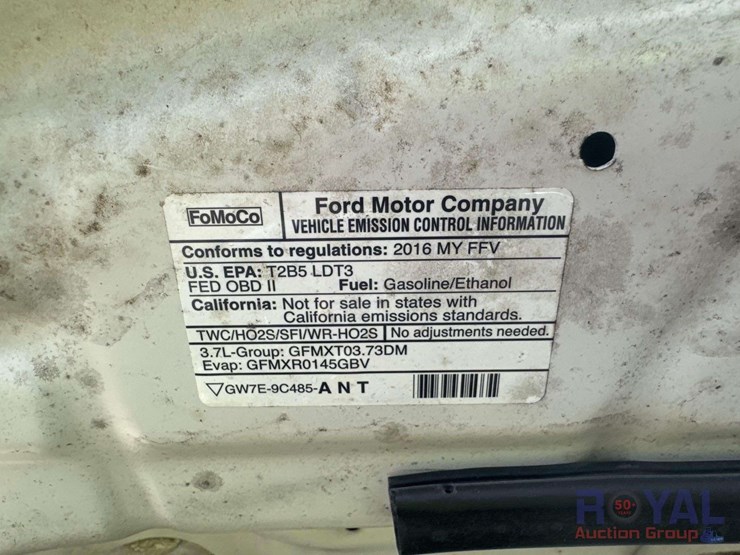 FoMoCo
Ford Motor Company
VEHICLE EMISSION CONTROL INFORMATION
Conforms to regulations: 2016 MY FFV
U.S. EPA: T2B5 LDT3
FED OBD II Fuel: Gasoline/Ethanol
California: Not for sale in states with
California emissions standards.
TWC/HO2S/SFI/WR-HO2S No adjustments needed.
3.7L-Group: GFMXT03.73DM
Evap: GFMXR0145GBV
GW7E-9C485-A N T
ROYAL
50
Auction Group